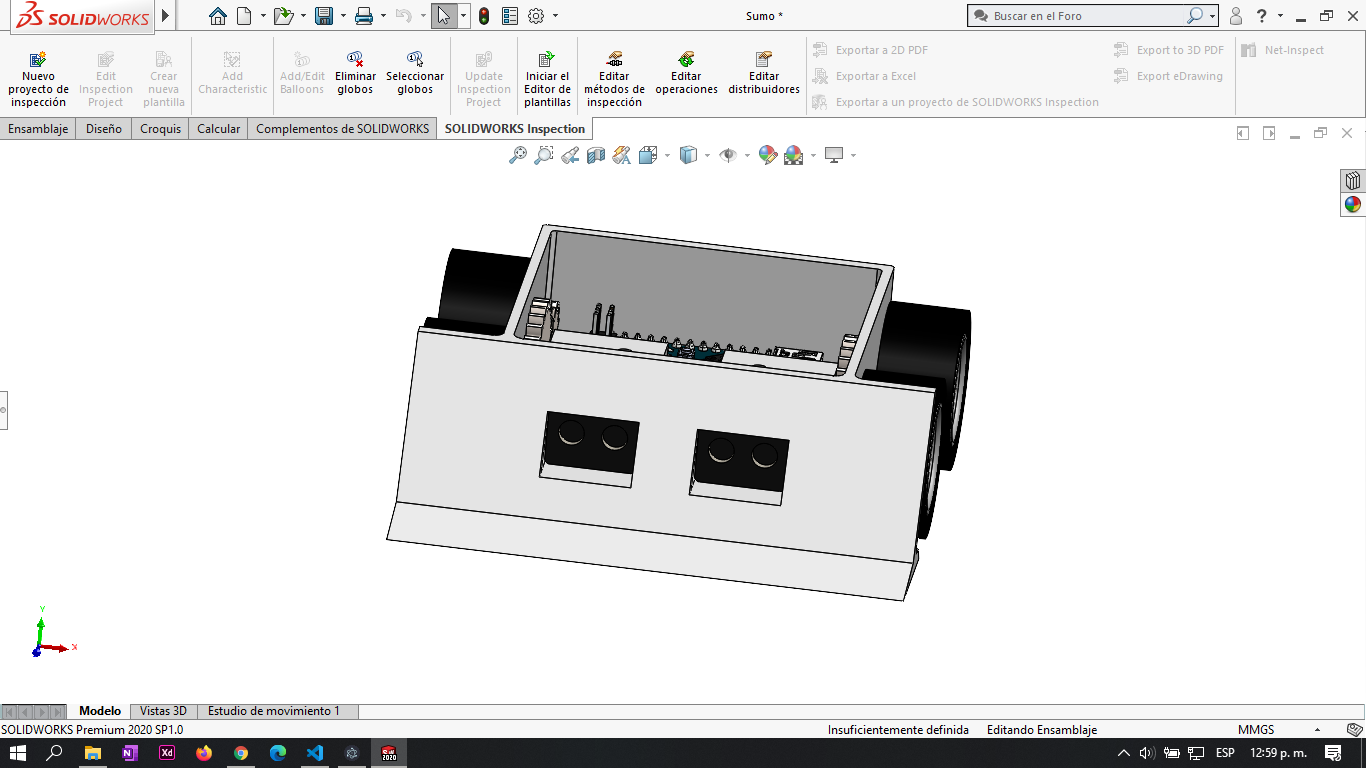 SOLIDWORKS
Sumo *
Buscar en el Foro
Nuevo proyecto de inspección
Edit Inspection Project
Crear nueva plantilla
Add Characteristic
Add/Edit Balloons
Eliminar globos
Seleccionar globos
Update Inspection Project
Iniciar el Editor de plantillas
Editar métodos de inspección
Editar operaciones
Editar distribuidores
Exportar a 2D PDF
Exportar a Excel
Exportar a un proyecto de SOLIDWORKS Inspection
Export to 3D PDF
Export eDrawing
Net-Inspect
Ensamblaje
Diseño
Croquis
Calcular
Complementos de SOLIDWORKS
SOLIDWORKS Inspection
Y
X
Modelo
Vistas 3D
Estudio de movimiento 1
SOLIDWORKS Premium 2020 SP1.0
Insuficientemente definida
Editando Ensamblaje
MMGS
N
Xd
SW
2020
ESP
12:59 p. m.